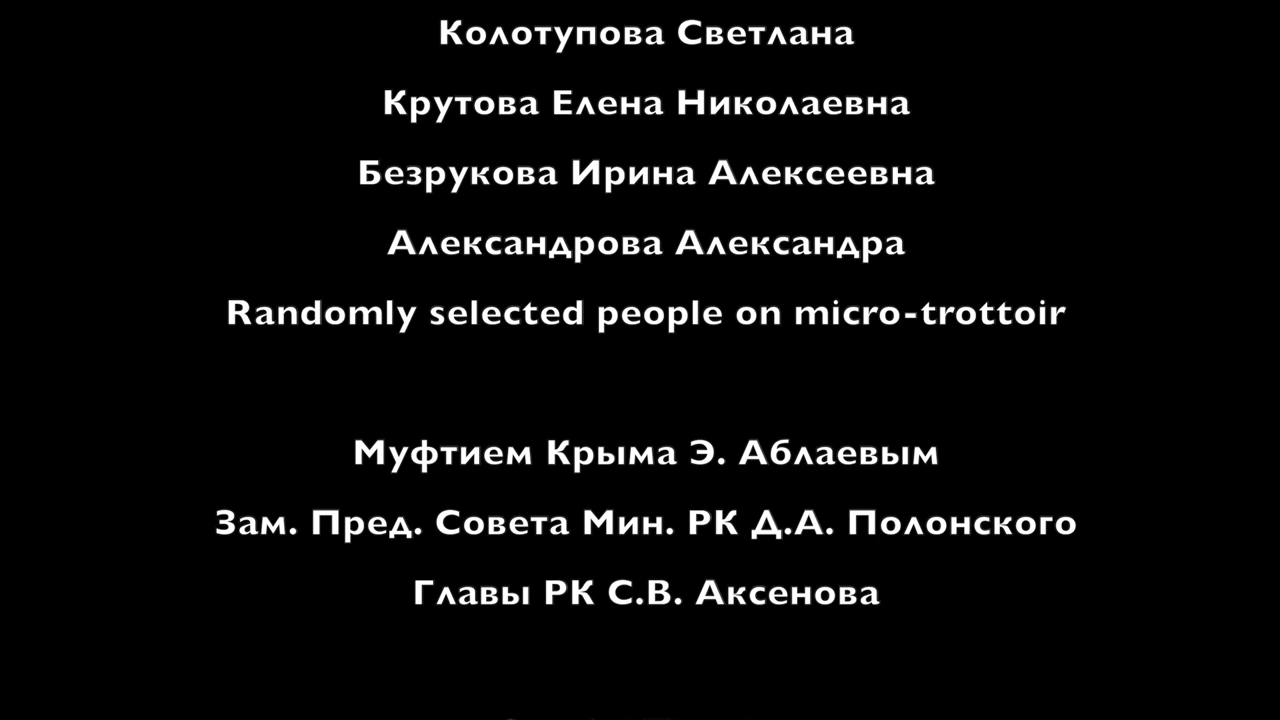 Колотупова Светлана
Крутова Елена Николаевна
Безрукова Ирина Алексеевна
Александрова Александра
Randomly selected people on micro-trottoir
Муфтием Крыма Э. Аблаевым
Зам. Пред. Совета Мин. РК Д.А. Полонского
Главы РК С.В. Аксенова